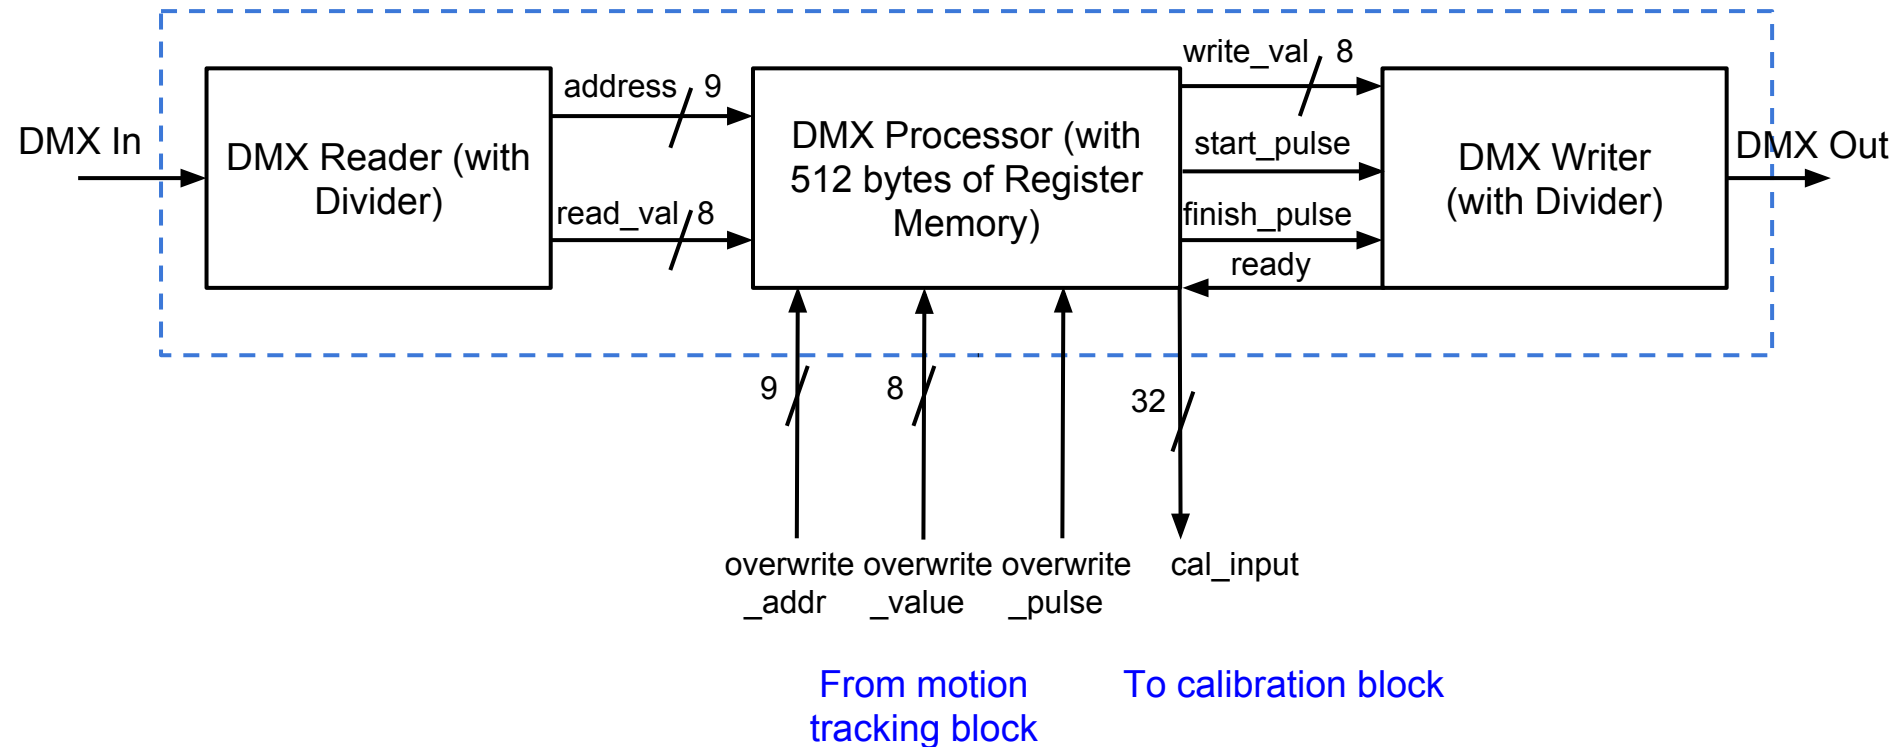 DMX In
DMX Reader (with
Divider)
address 9
read_val 8
DMX Processor (with
512 bytes of Register
Memory)
write_val 8
start_pulse
finish_pulse
ready
DMX Writer
(with Divider)
DMX Out
9
8
32
overwrite
_addr
overwrite
_value
overwrite
_pulse
cal_input
From motion
tracking block
To calibration block